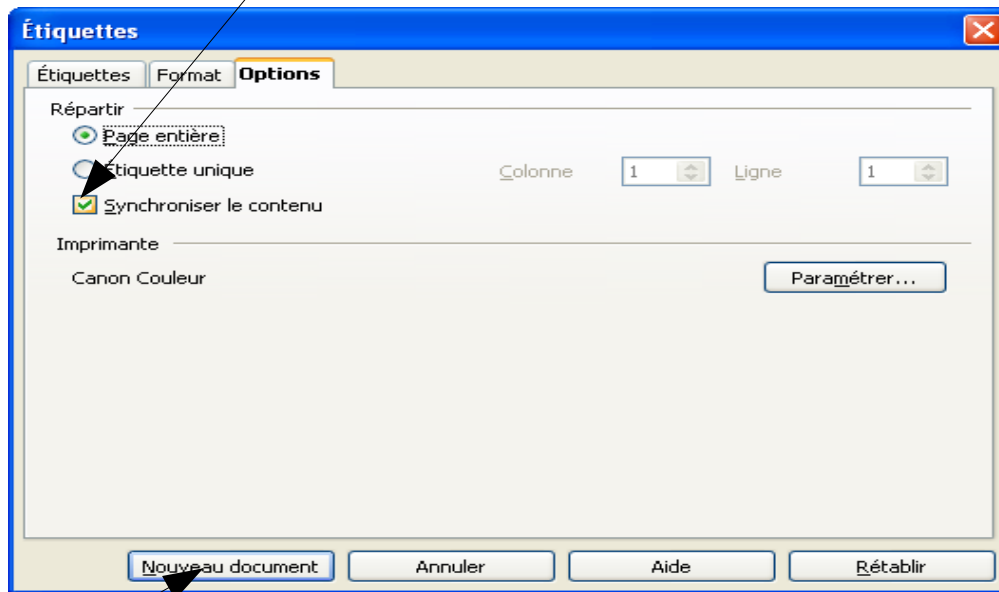 Étiquettes
Étiquettes Format Options
Répartir
Page entière
Étiquette unique Colonne 1 Ligne 1
Synchroniser le contenu
Imprimante
Canon Couleur Paramétrer...
Nouveau document Annuler Aide Rétablir